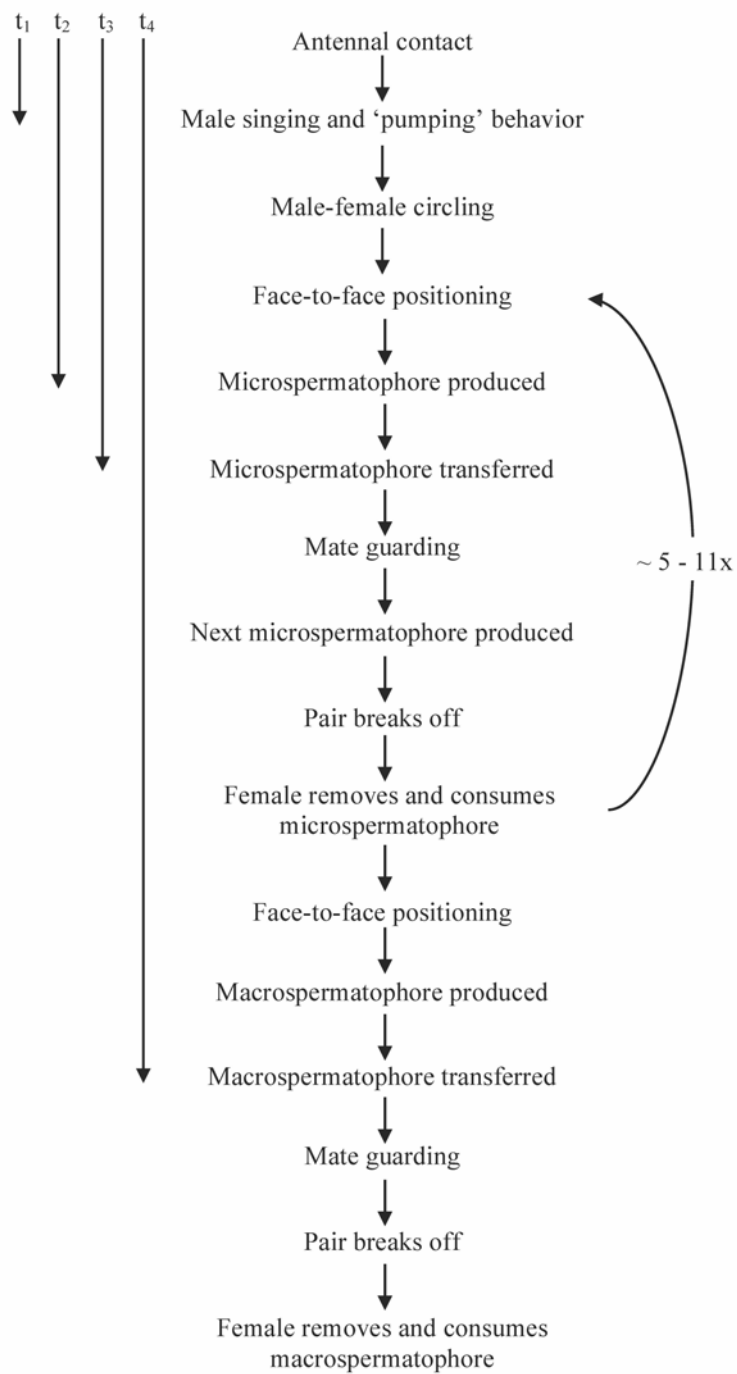 t₁ t₂ t₃ t₄
Antennal contact
Male singing and ‘pumping’ behavior
Male-female circling
Face-to-face positioning
Microspermatophore produced
Microspermatophore transferred
Mate guarding
~ 5 - 11x
Next microspermatophore produced
Pair breaks off
Female removes and consumes
microspermatophore
Face-to-face positioning
Macrospermatophore produced
Macrospermatophore transferred
Mate guarding
Pair breaks off
Female removes and consumes
macrospermatophore